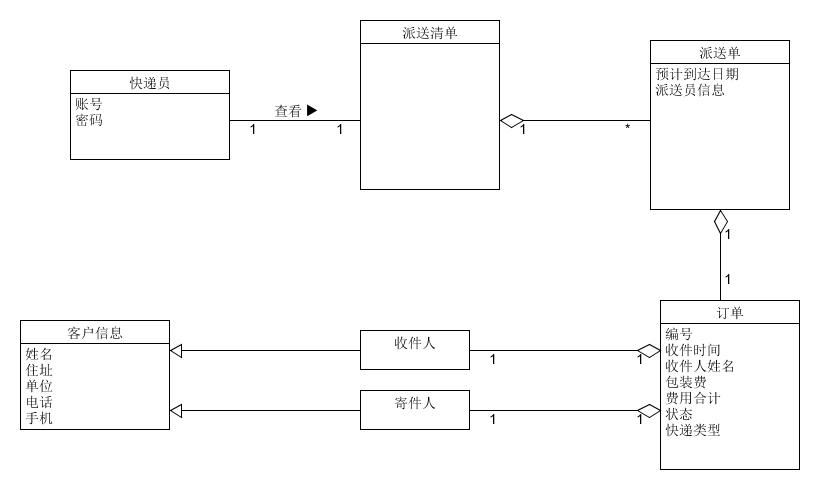 派送清单
派送单
预计到达日期
派送员信息
快递员
账号
密码
查看 ▶
1
1
1
*
1
1
订单
编号
收件时间
收件人姓名
包装费
费用合计
状态
快递类型
客户信息
姓名
住址
单位
电话
手机
收件人
1
1
寄件人
1
1